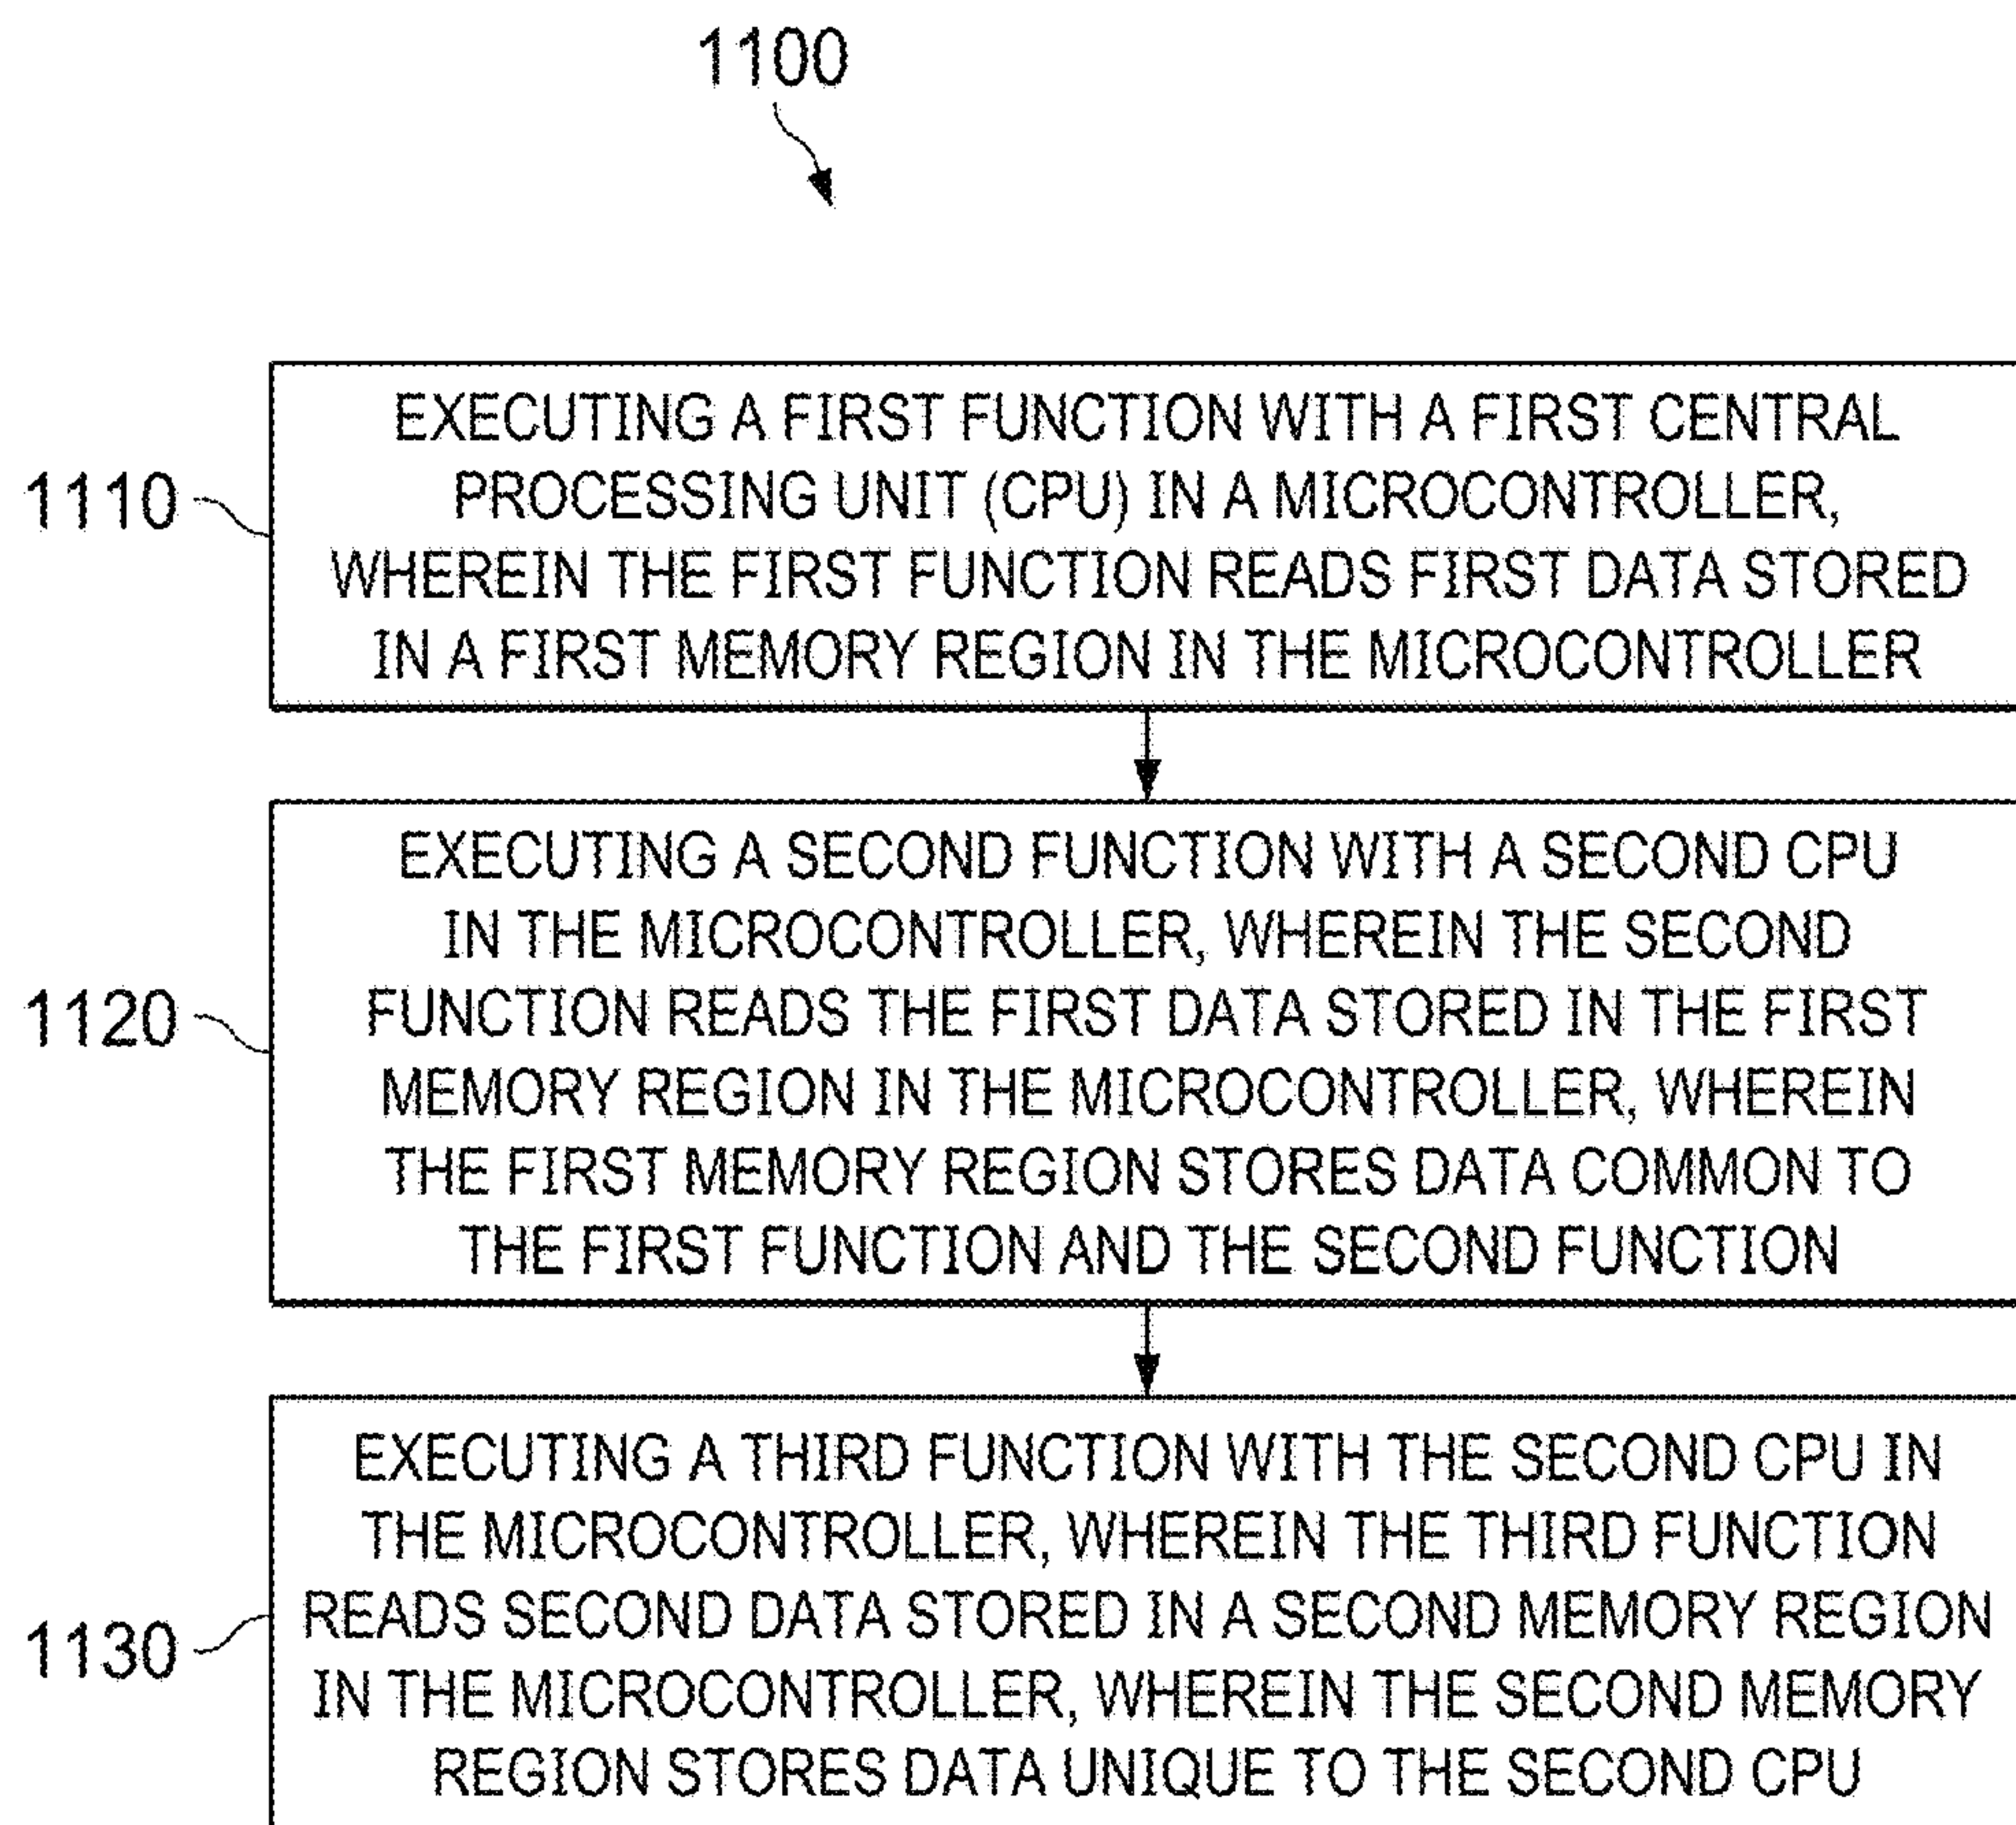 1100
1110
EXECUTING A FIRST FUNCTION WITH A FIRST CENTRAL
PROCESSING UNIT (CPU) IN A MICROCONTROLLER,
WHEREIN THE FIRST FUNCTION READS FIRST DATA STORED
IN A FIRST MEMORY REGION IN THE MICROCONTROLLER
1120
EXECUTING A SECOND FUNCTION WITH A SECOND CPU
IN THE MICROCONTROLLER, WHEREIN THE SECOND
FUNCTION READS THE FIRST DATA STORED IN THE FIRST
MEMORY REGION IN THE MICROCONTROLLER, WHEREIN
THE FIRST MEMORY REGION STORES DATA COMMON TO
THE FIRST FUNCTION AND THE SECOND FUNCTION
1130
EXECUTING A THIRD FUNCTION WITH THE SECOND CPU IN
THE MICROCONTROLLER, WHEREIN THE THIRD FUNCTION
READS SECOND DATA STORED IN A SECOND MEMORY REGION
IN THE MICROCONTROLLER, WHEREIN THE SECOND MEMORY
REGION STORES DATA UNIQUE TO THE SECOND CPU